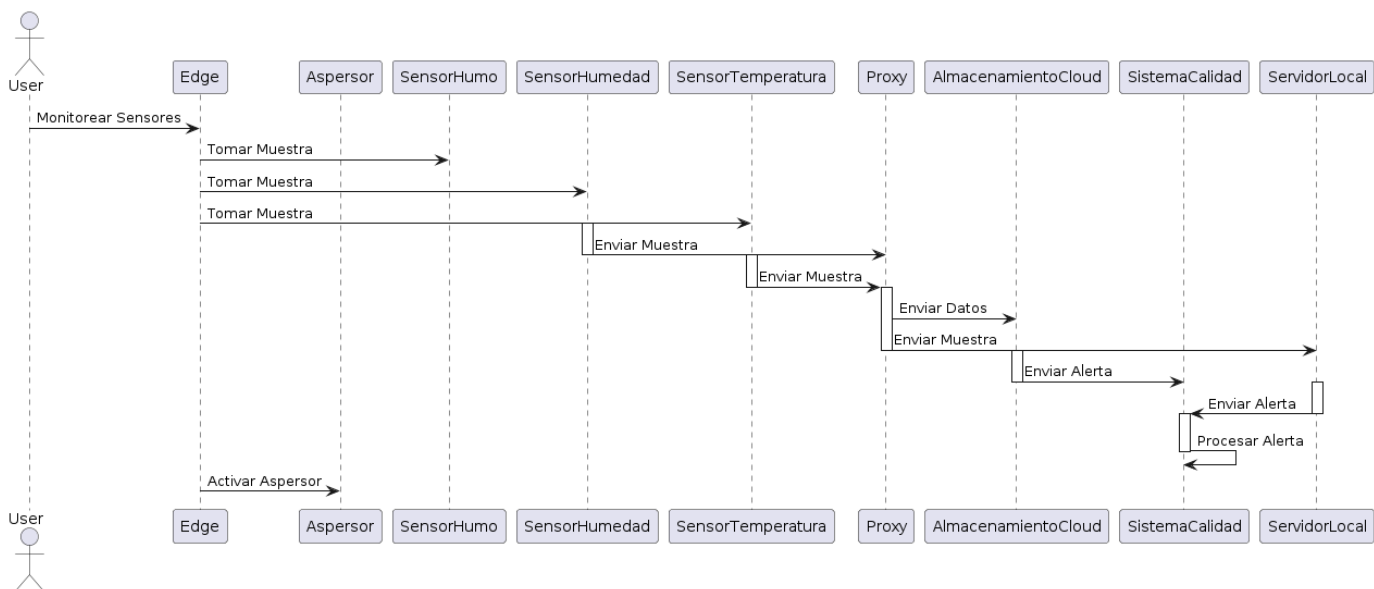 User
Edge
Aspersor
SensorHumo
SensorHumedad
SensorTemperatura
Proxy
AlmacenamientoCloud
SistemaCalidad
ServidorLocal
Monitorear Sensores
Tomar Muestra
Tomar Muestra
Tomar Muestra
Enviar Muestra
Enviar Muestra
Enviar Datos
Enviar Muestra
Enviar Alerta
Enviar Alerta
Procesar Alerta
Activar Aspersor
User
Edge
Aspersor
SensorHumo
SensorHumedad
SensorTemperatura
Proxy
AlmacenamientoCloud
SistemaCalidad
ServidorLocal